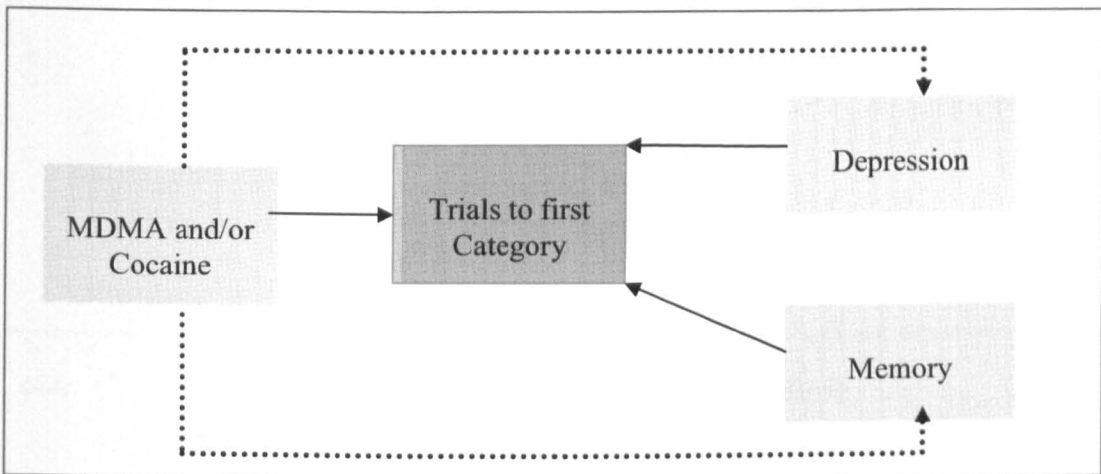 MDMA and/or
Cocaine
Trials to first
Category
Depression
Memory